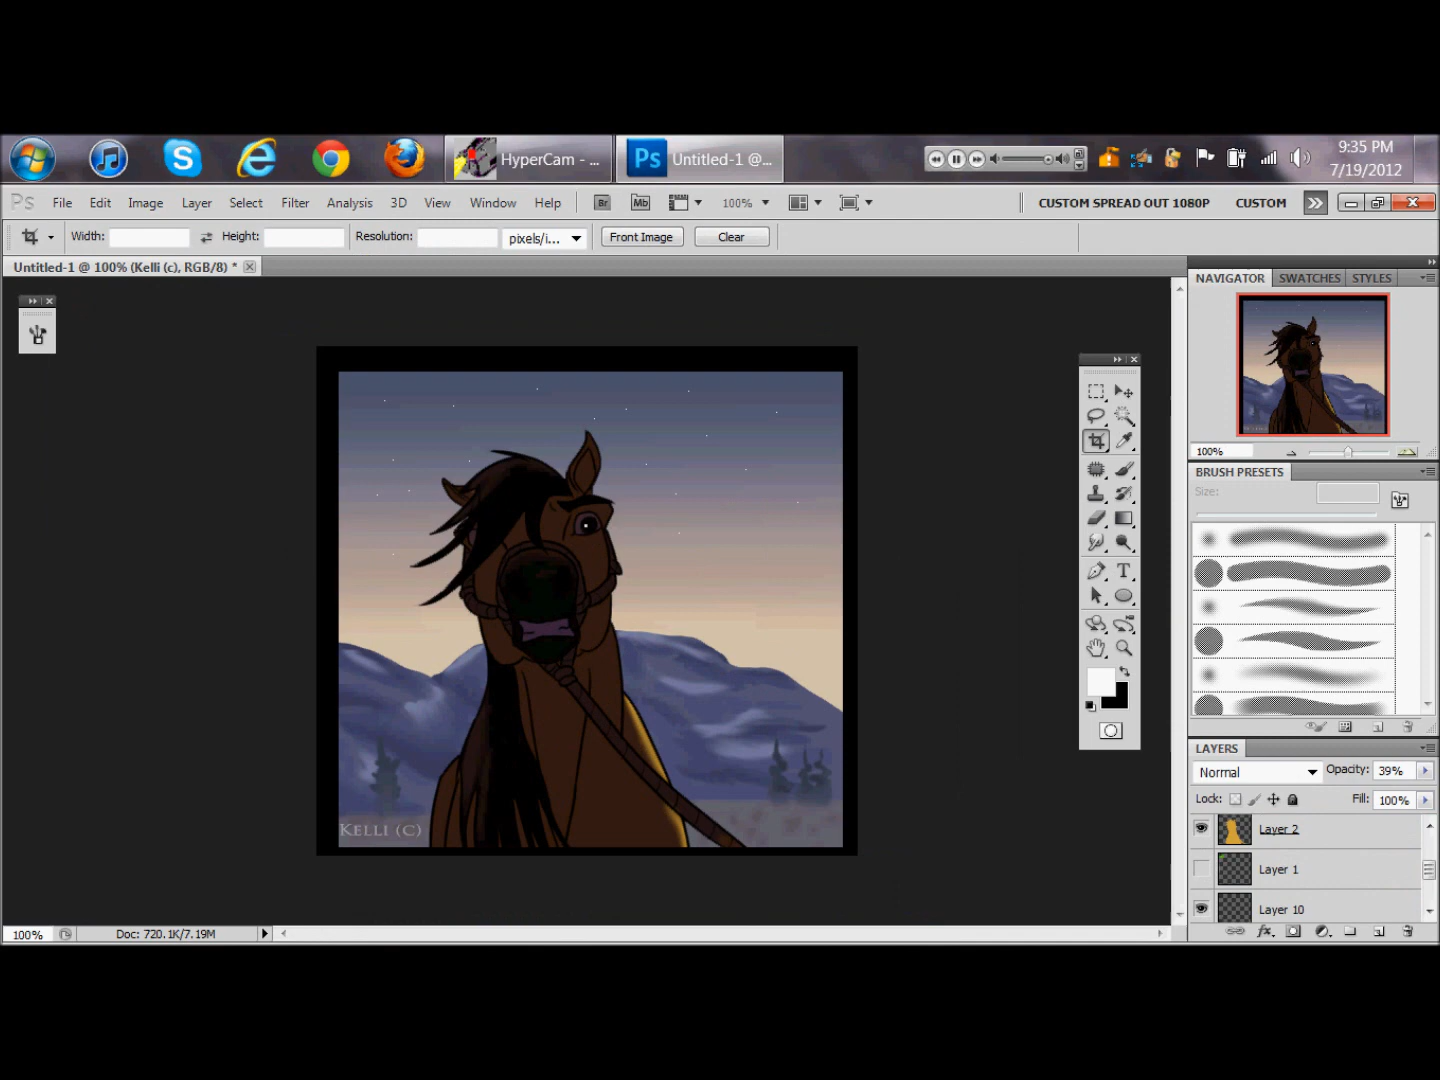 HyperCam - ...
Ps
Untitled-1 @...
9:35 PM
7/19/2012
Ps
File
Edit
Image
Layer
Select
Filter
Analysis
3D
View
Window
Help
Br
Mb
100%
CUSTOM SPREAD OUT 1080P
CUSTOM
Width:
Height:
Resolution:
pixels/i...
Front Image
Clear
Untitled-1 @ 100% (Kelli (c), RGB/8) *
NAVIGATOR
SWATCHES
STYLES
100%
BRUSH PRESETS
Size:
T
KELLI (C)
LAYERS
Normal
Opacity: 39%
Lock:
Fill: 100%
Layer 2
Layer 1
Layer 10
fx
100%
Doc: 720.1K/7.19M